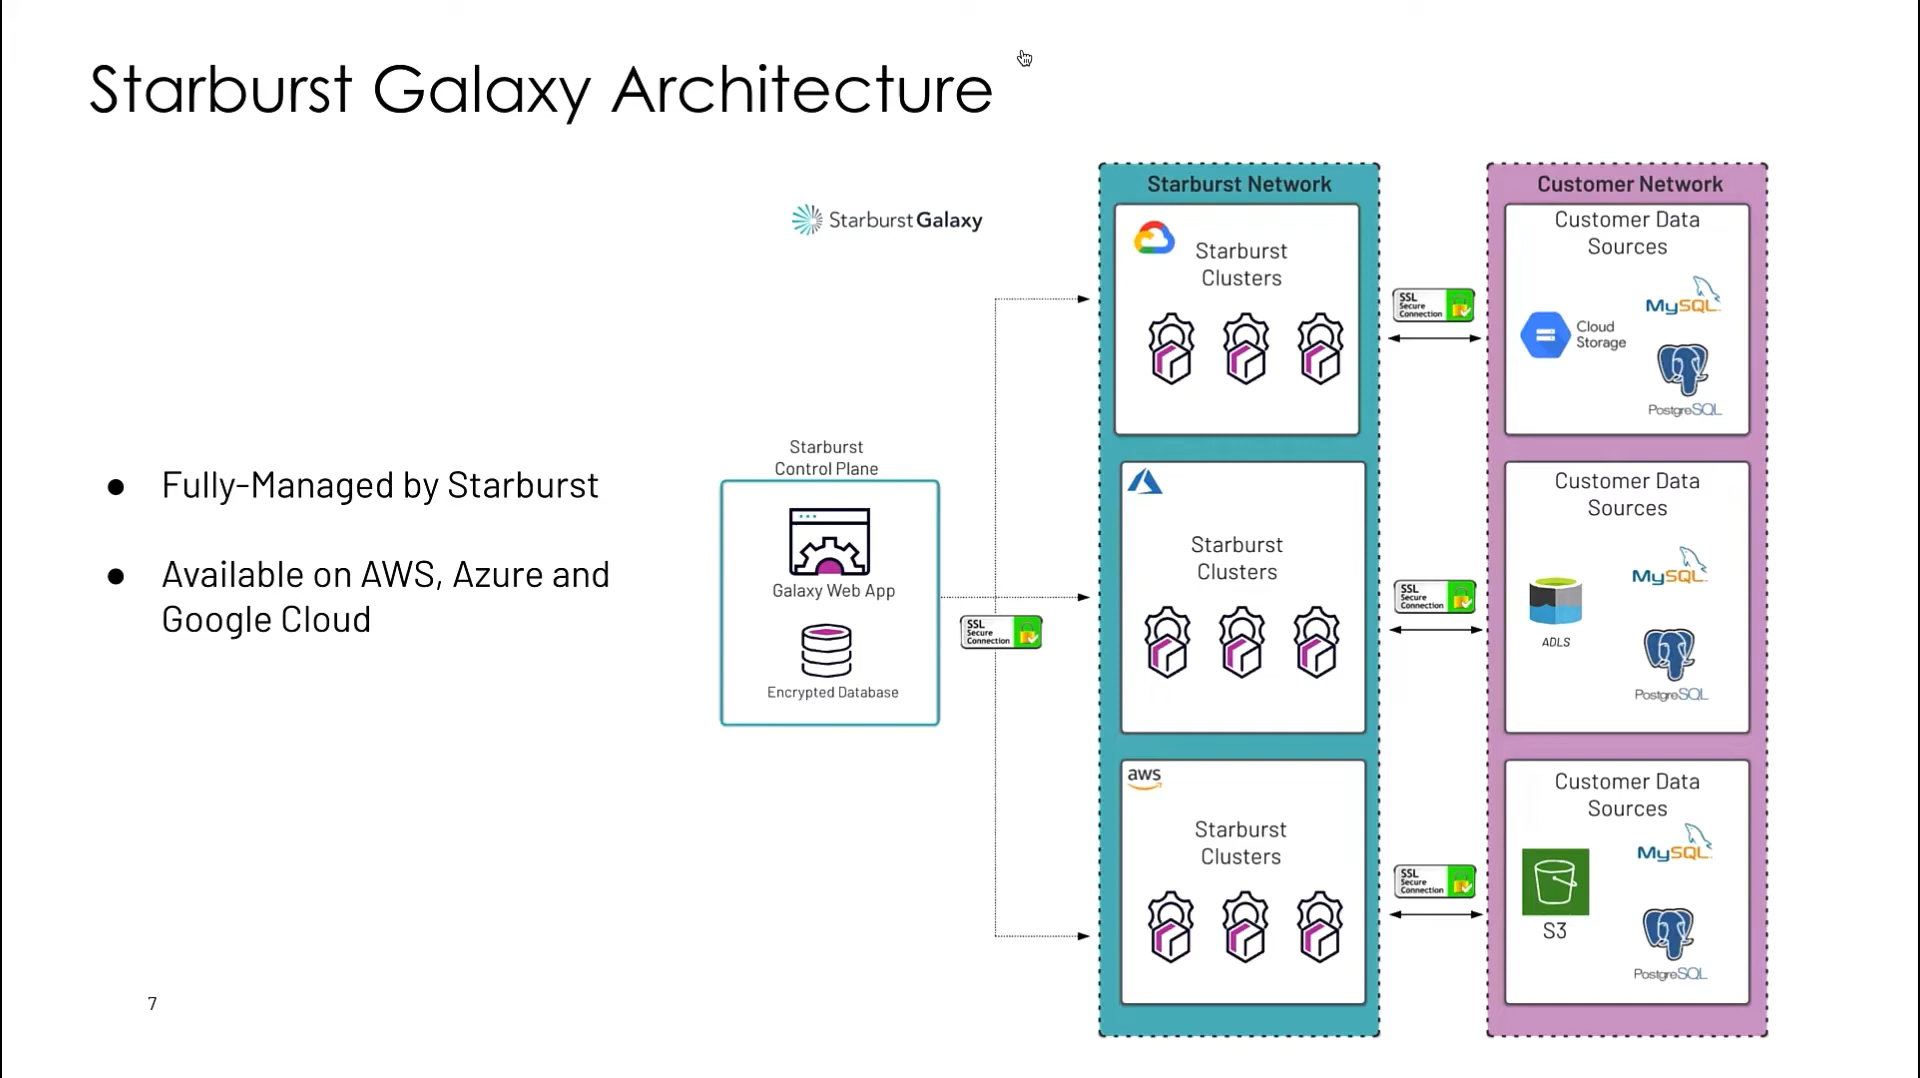 Starburst Galaxy Architecture
Starburst Galaxy
● Fully-Managed by Starburst
● Available on AWS, Azure and
Google Cloud
Starburst
Control Plane
Galaxy Web App
Encrypted Database
SSL
Secure
Connection
Starburst Network
Starburst
Clusters
aws
Starburst
Clusters
Starburst
Clusters
SSL
Secure
Connection
SSL
Secure
Connection
SSL
Secure
Connection
Customer Network
Customer Data
Sources
MySQL
Cloud
Storage
PostgreSQL
Customer Data
Sources
MySQL
ADLS
PostgreSQL
Customer Data
Sources
MySQL
S3
PostgreSQL
7